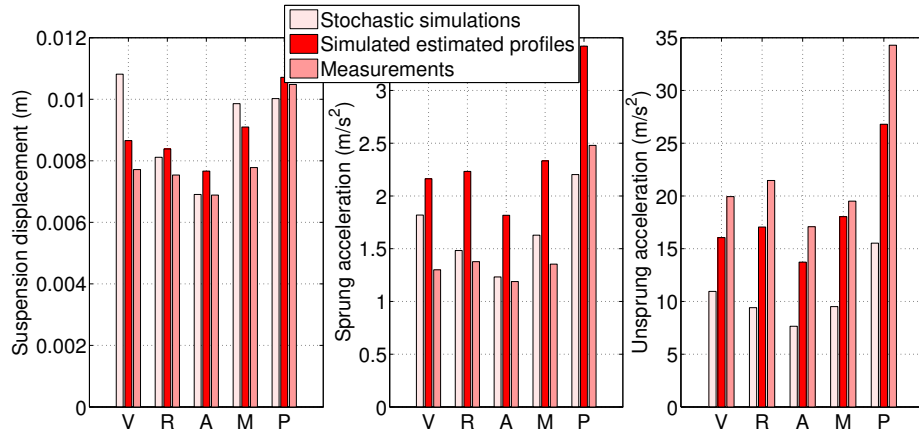 Stochastic simulations
Simulated estimated profiles
Measurements
Suspension displacement (m)
0.012
0.01
0.008
0.006
0.004
0.002
0
V R A M P
Sprung acceleration (m/s²)
3
2.5
2
1.5
1
0.5
0
V R A M P
Unsprung acceleration (m/s²)
35
30
25
20
15
10
5
0
V R A M P